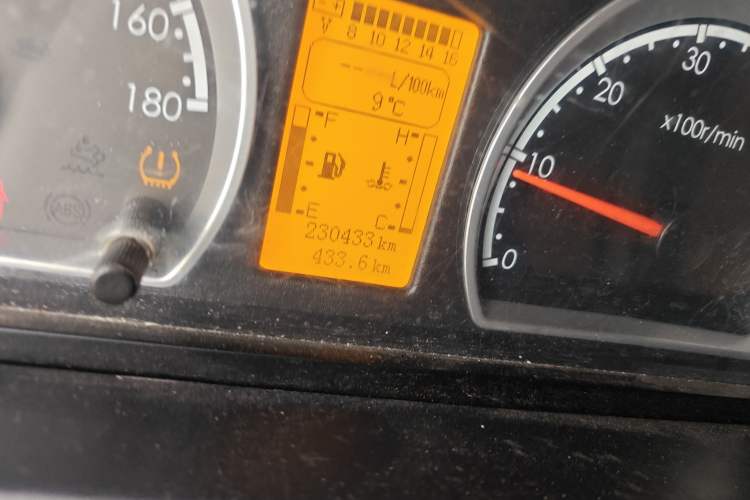 160
180
ABS
- +
V 8 10 12 14 16
-- L/100km
9°C
F
H
E
C
230433 km
433.6 km
30
20
10
0
x100r/min